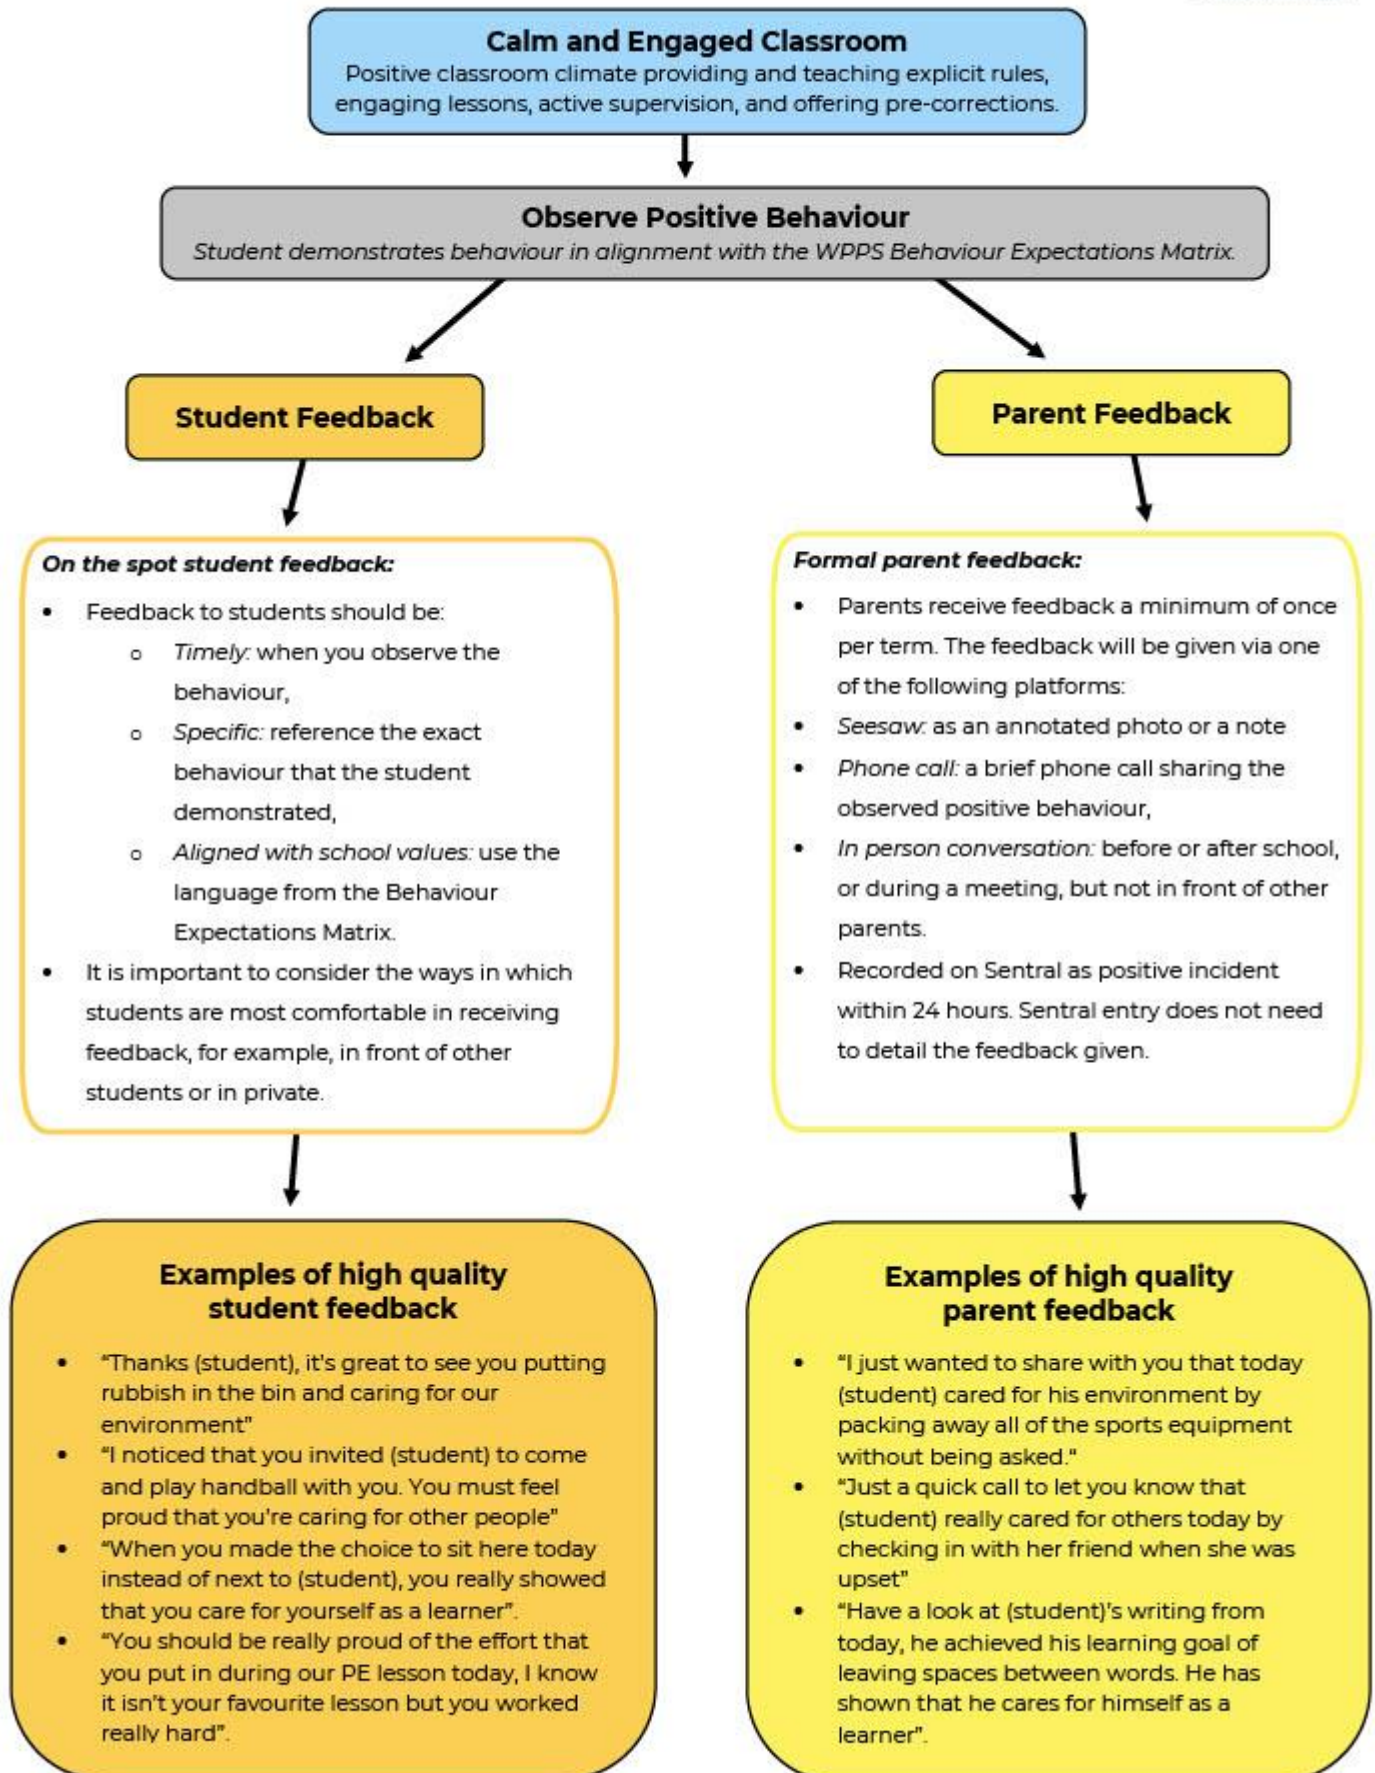 Calm and Engaged Classroom
Positive classroom climate providing and teaching explicit rules,
engaging lessons, active supervision, and offering pre-corrections.
Observe Positive Behaviour
Student demonstrates behaviour in alignment with the WPPS Behaviour Expectations Matrix.
Student Feedback
On the spot student feedback:
• Feedback to students should be:
o Timely: when you observe the
behaviour,
o Specific: reference the exact
behaviour that the student
demonstrated,
o Aligned with school values: use the
language from the Behaviour
Expectations Matrix.
• It is important to consider the ways in which
students are most comfortable in receiving
feedback, for example, in front of other
students or in private.
Examples of high quality
student feedback
• "Thanks (student), it's great to see you putting
rubbish in the bin and caring for our
environment"
• "I noticed that you invited (student) to come
and play handball with you. You must feel
proud that you're caring for other people"
• "When you made the choice to sit here today
instead of next to (student), you really showed
that you care for yourself as a learner".
• "You should be really proud of the effort that
you put in during our PE lesson today, I know
it isn't your favourite lesson but you worked
really hard".
Parent Feedback
Formal parent feedback:
• Parents receive feedback a minimum of once
per term. The feedback will be given via one
of the following platforms:
• Seesaw: as an annotated photo or a note
• Phone call: a brief phone call sharing the
observed positive behaviour,
• In person conversation: before or after school,
or during a meeting, but not in front of other
parents.
• Recorded on Sentral as positive incident
within 24 hours. Sentral entry does not need
to detail the feedback given.
Examples of high quality
parent feedback
• "I just wanted to share with you that today
(student) cared for his environment by
packing away all of the sports equipment
without being asked."
• "Just a quick call to let you know that
(student) really cared for others today by
checking in with her friend when she was
upset"
• "Have a look at (student)'s writing from
today, he achieved his learning goal of
leaving spaces between words. He has
shown that he cares for himself as a
learner".